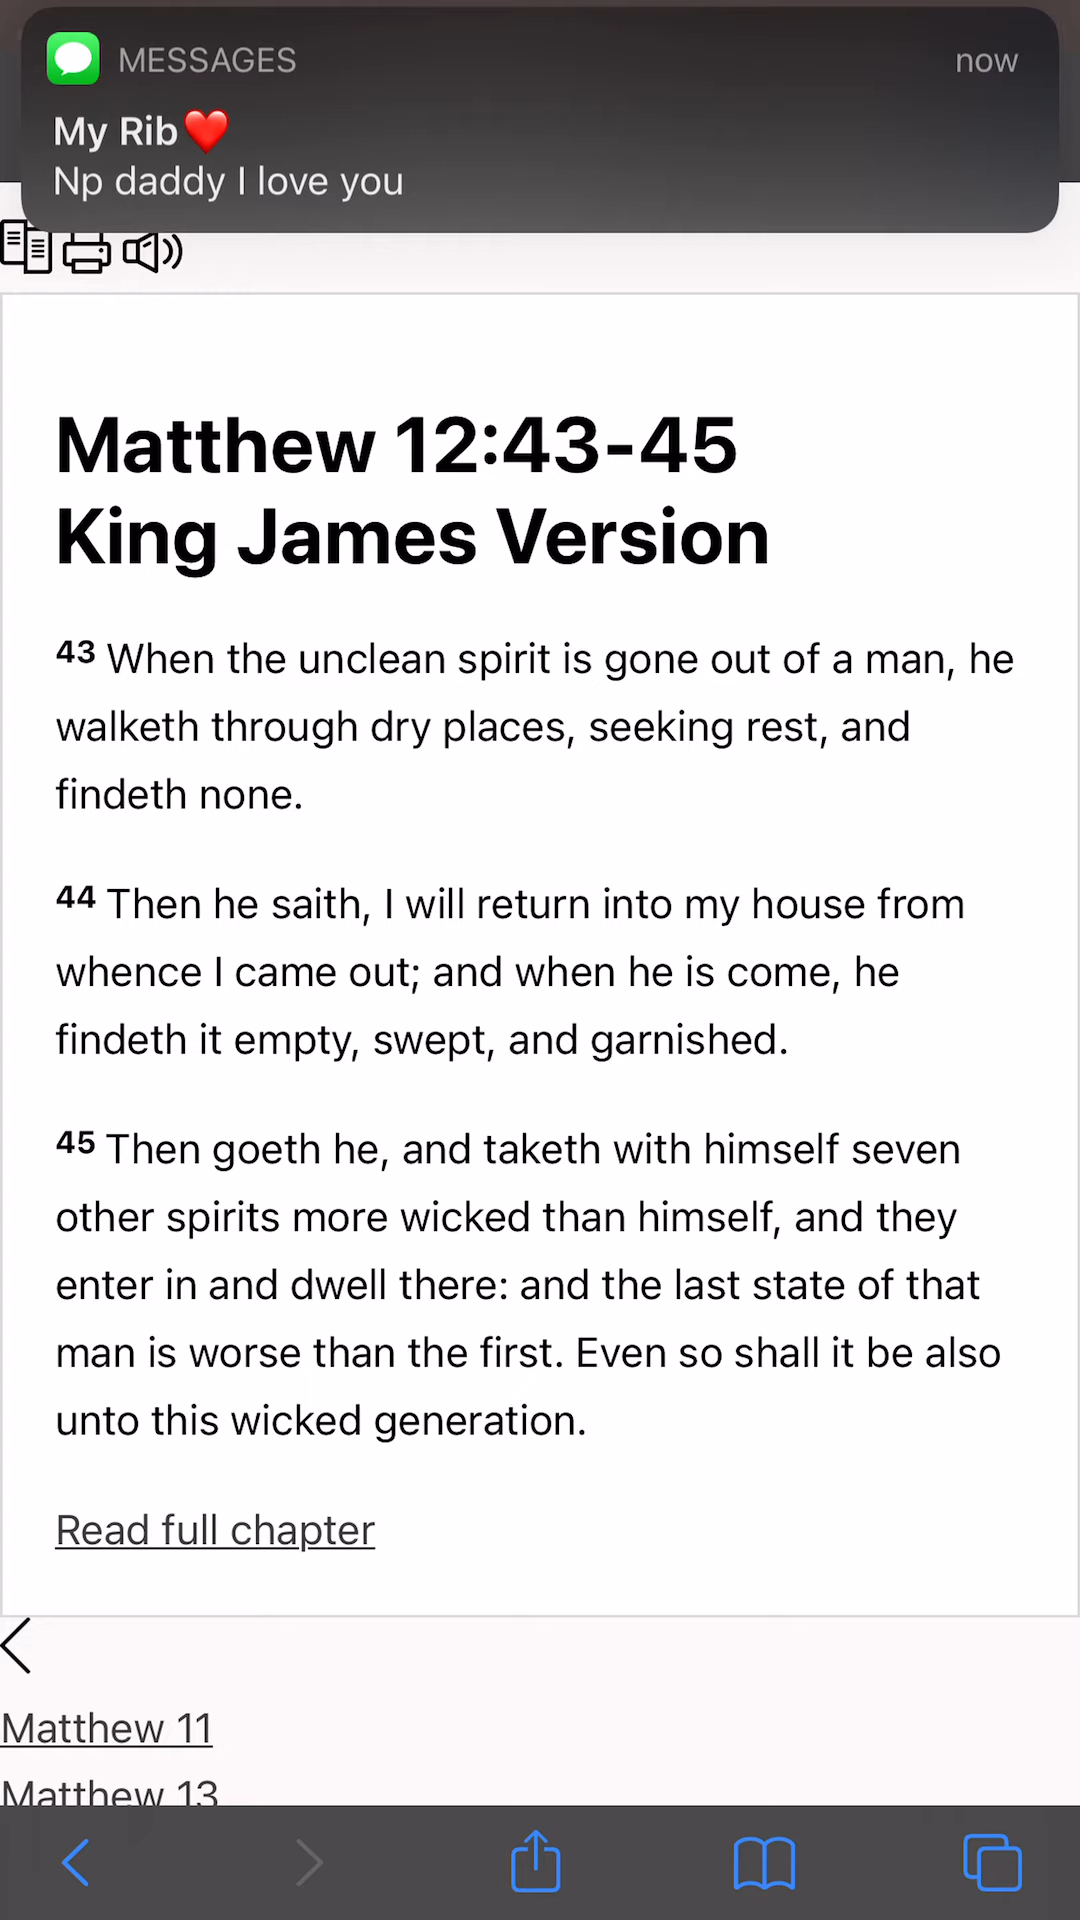 MESSAGES now
My Rib❤️
Np daddy I love you
Matthew 12:43-45
King James Version
43 When the unclean spirit is gone out of a man, he
walketh through dry places, seeking rest, and
findeth none.
44 Then he saith, I will return into my house from
whence I came out; and when he is come, he
findeth it empty, swept, and garnished.
45 Then goeth he, and taketh with himself seven
other spirits more wicked than himself, and they
enter in and dwell there: and the last state of that
man is worse than the first. Even so shall it be also
unto this wicked generation.
Read full chapter
Matthew 11
Matthew 13